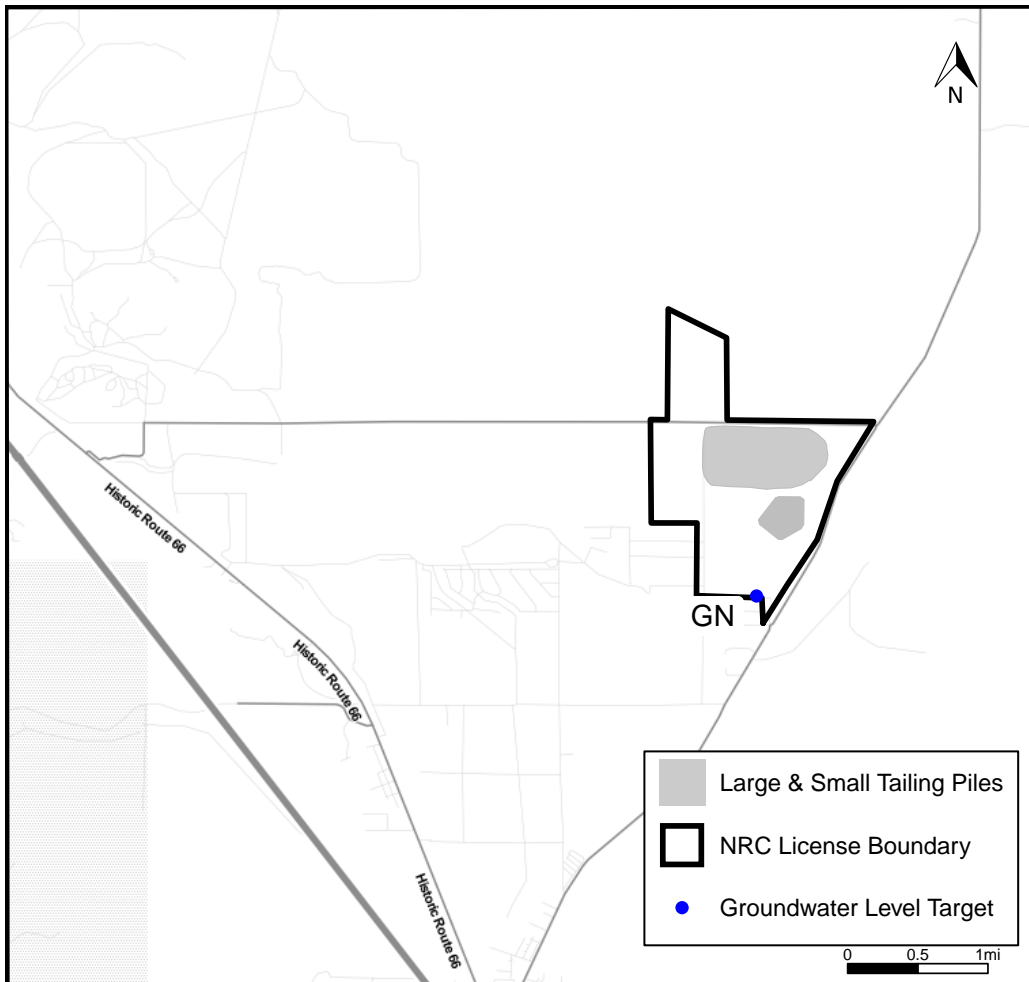 N
Historic Route 66
GN
Historic Route 66
Historic Route 66
Large & Small Tailing Piles
NRC License Boundary
Groundwater Level Target
0 0.5 1mi